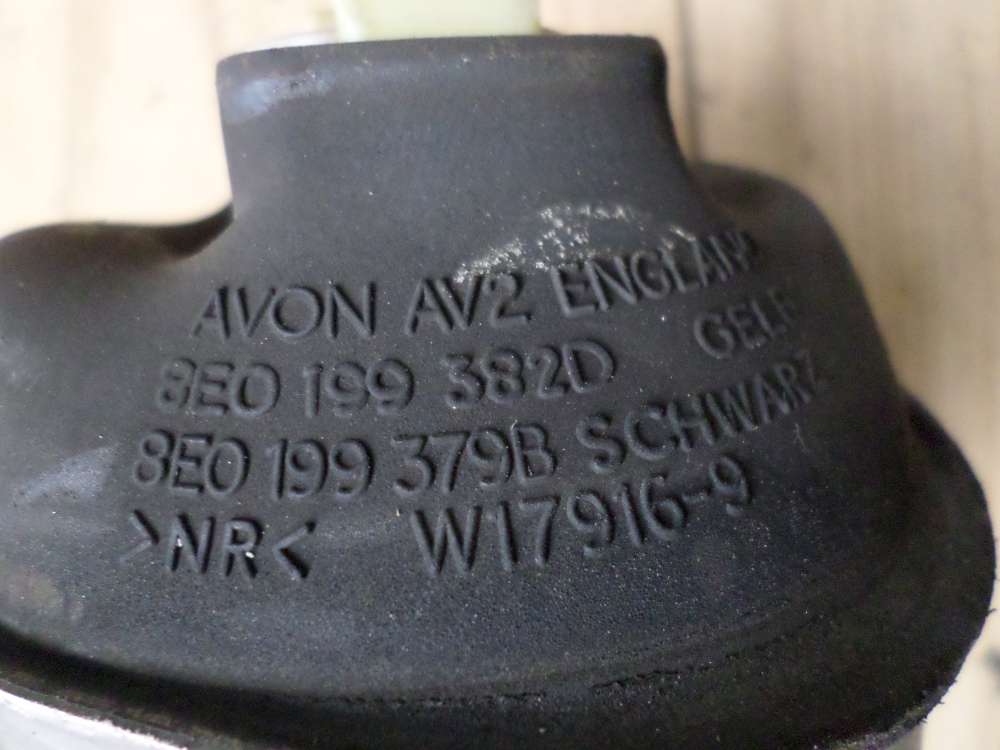 AVON AV2 ENGLAND
8E0 199 382D GELB
8E0 199 379B SCHWARZ
>NR< W17916-9